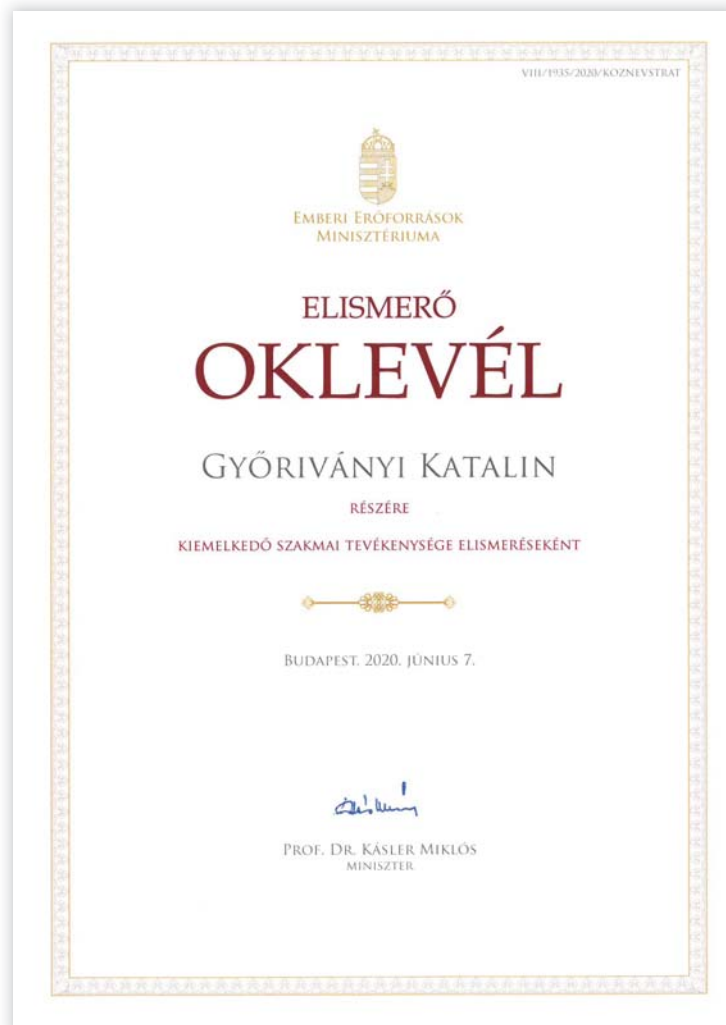 VIII/1935/2020/KOZNEVSTRAT
Emberi Erőforrások
Minisztériuma
ELISMERŐ
OKLEVÉL
Győriványi Katalin
részére
kiemelkedő szakmai tevékenysége elismeréseként
Budapest. 2020. június 7.
Prof. Dr. Kásler Miklós
miniszter